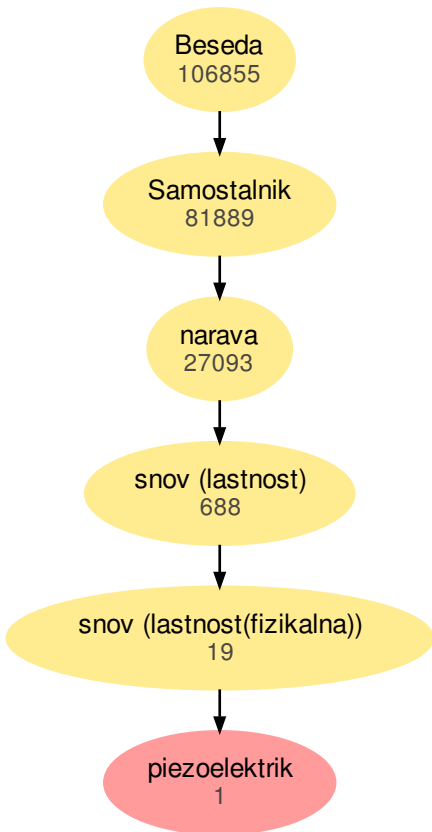 Beseda
106855
Samostalnik
81889
narava
27093
snov (lastnost)
688
snov (lastnost(fizikalna))
19
piezoelektrik
1